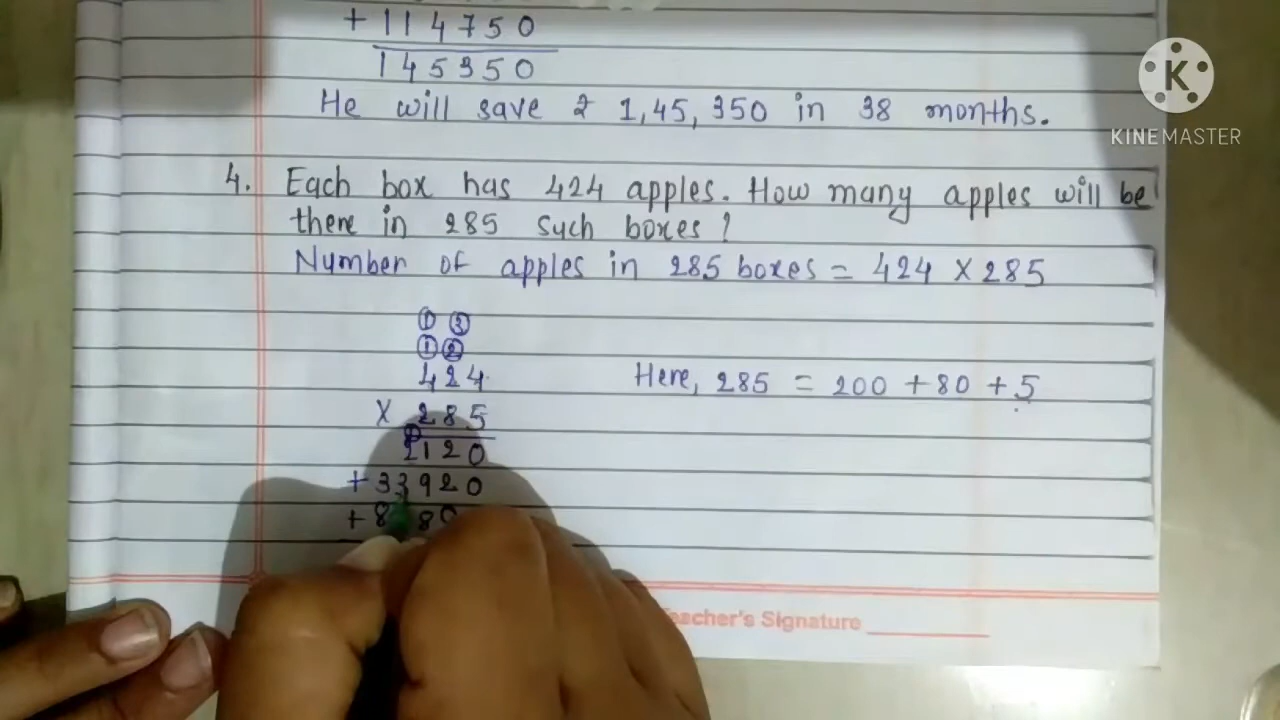 + 114750
145350
He will save ₹ 1,45,350 in 38 months.
KINEMASTER
4. Each box has 424 apples. How many apples will be
there in 285 such boxes?
Number of apples in 285 boxes = 424 × 285
① ③
① ②
424
Here, 285 = 200 + 80 + 5
× 285
2120
+ 33920
+ 8
Teacher's Signature